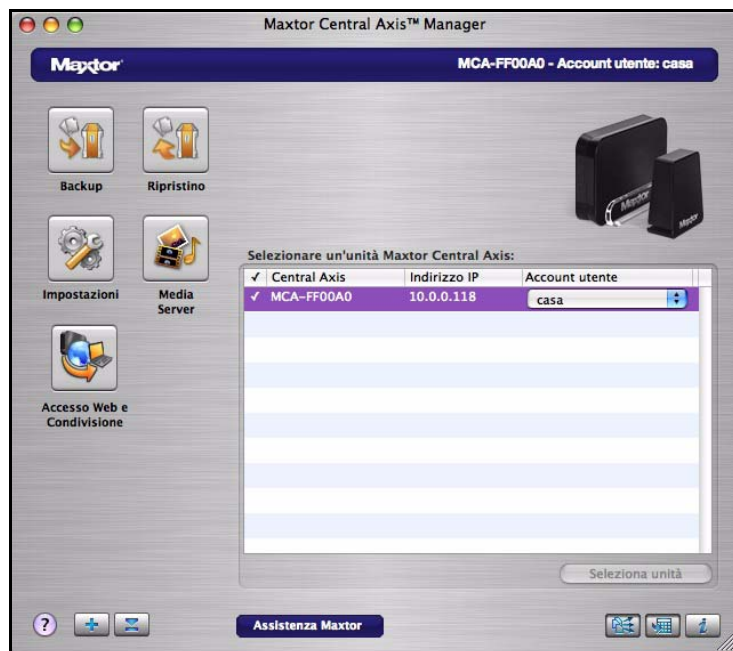 Maxtor Central Axis™ Manager
Maxtor
MCA-FF00A0 - Account utente: casa
Backup
Ripristino
Maxtor
Maxtor
Impostazioni
Media
Server
Accesso Web e
Condivisione
Selezionare un'unità Maxtor Central Axis:
✓ Central Axis Indirizzo IP Account utente
✓ MCA-FF00A0 10.0.0.118 casa
Seleziona unità
?
Assistenza Maxtor
i